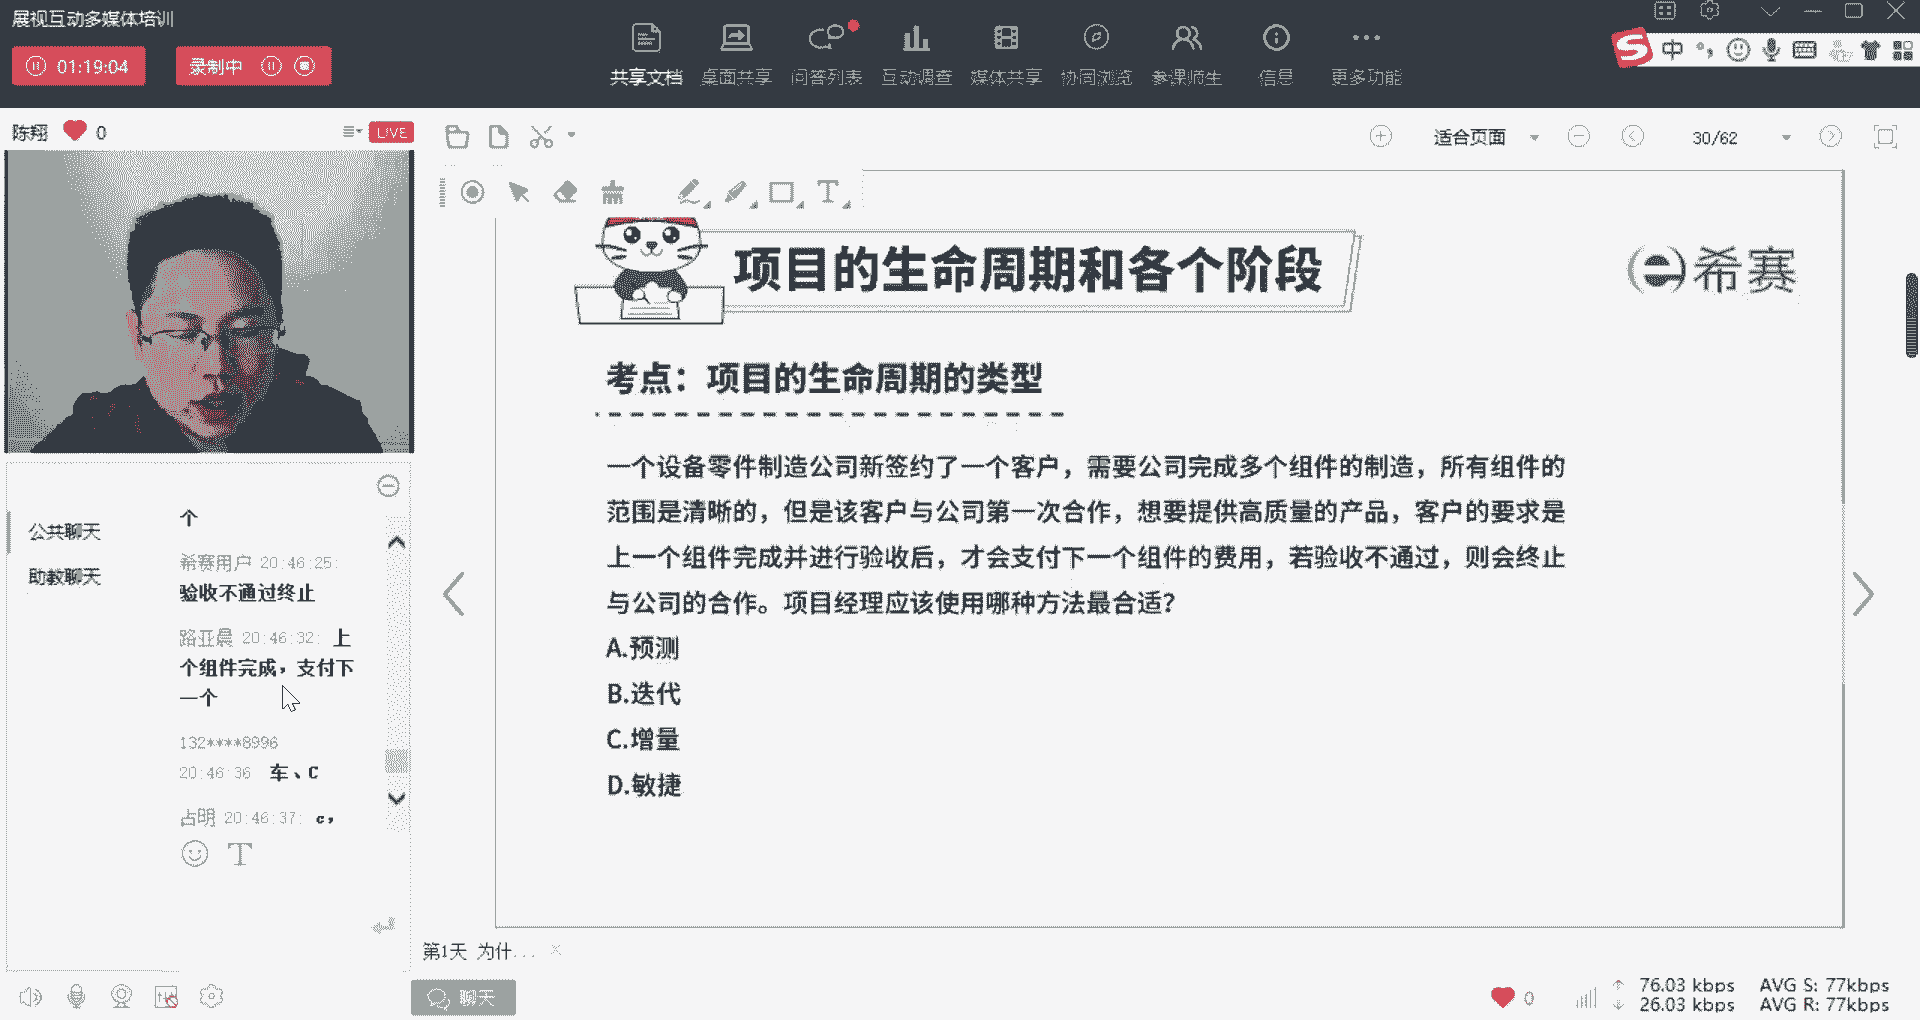 展视互动多媒体培训
01:19:04
录制中
共享文档
桌面共享
问答列表
互动调查
媒体共享
协同浏览
参课师生
信息
更多功能
中
陈翔
0
LIVE
适合页面
30/62
项目的生命周期和各个阶段
希赛
考点：项目的生命周期的类型
一个设备零件制造公司新签约了一个客户，需要公司完成多个组件的制造，所有组件的
范围是清晰的，但是该客户与公司第一次合作，想要提供高质量的产品，客户的要求是
上一个组件完成并进行验收后，才会支付下一个组件的费用，若验收不通过，则会终止
与公司的合作。项目经理应该使用哪种方法最合适？
A.预测
B.迭代
C.增量
D.敏捷
公共聊天
助教聊天
个
希赛用户 20:46:25:
验收不通过终止
路亚晨 20:46:32: 上
个组件完成，支付下
一个
132****8996
20:46:36 车、C
占明 20:46:37: c，
第1天 为什...
聊天
0
76.03 kbps
AVG S: 77kbps
26.03 kbps
AVG R: 77kbps